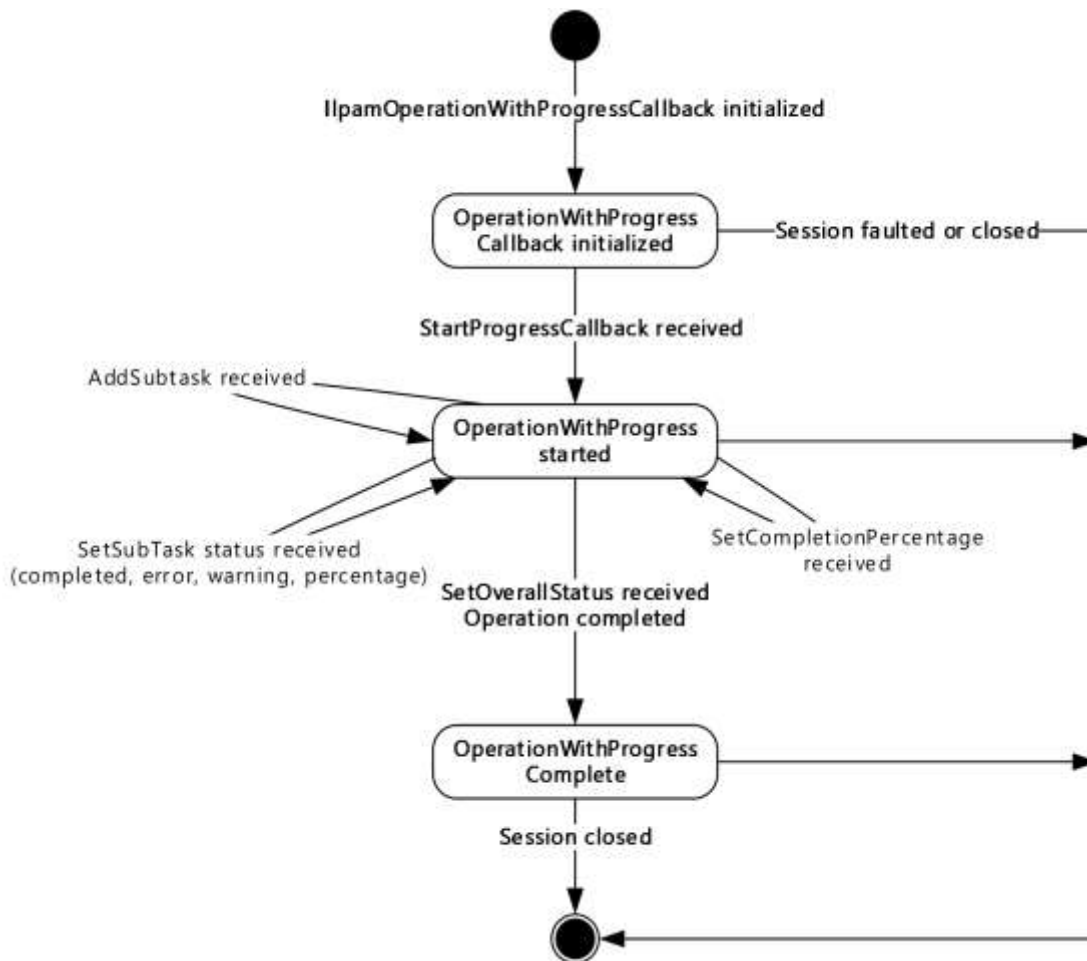 IIpamOperationWithProgressCallback initialized
OperationWithProgress
Callback initialized
Session faulted or closed
StartProgressCallback received
AddSubtask received
OperationWithProgress
started
SetSubTask status received
(completed, error, warning, percentage)
SetCompletionPercentage
received
SetOverallStatus received
Operation completed
OperationWithProgress
Complete
Session closed